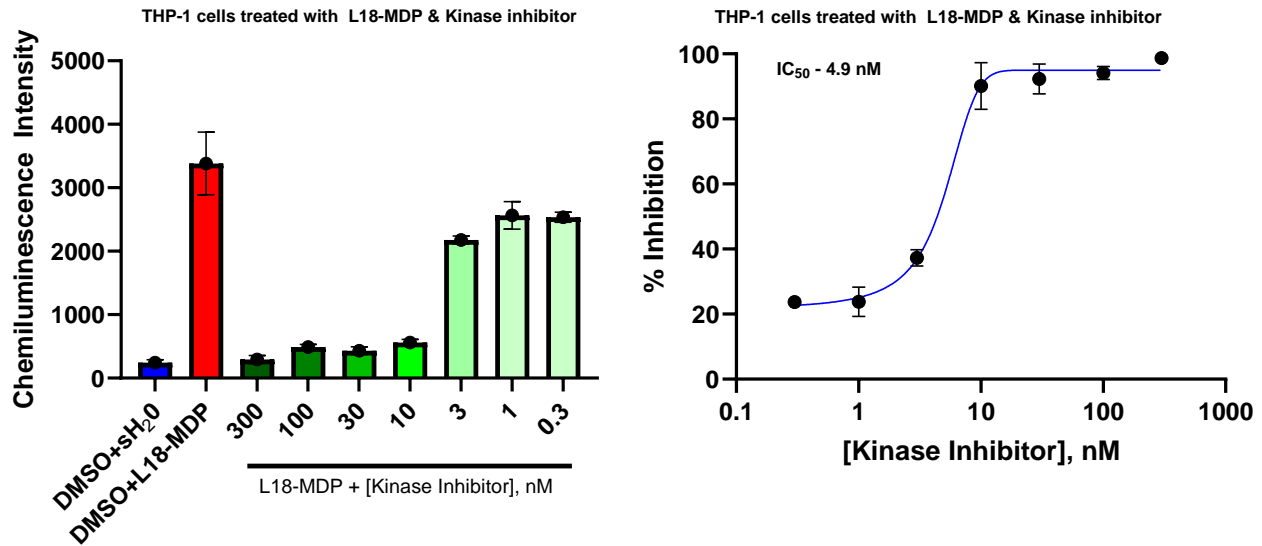 THP-1 cells treated with L18-MDP & Kinase inhibitor
Chemiluminescence Intensity
5000
4000
3000
2000
1000
0
DMSO+sH₂0
DMSO+L18-MDP
300
100
30
10
3
1
0.3
L18-MDP + [Kinase Inhibitor], nM
THP-1 cells treated with L18-MDP & Kinase inhibitor
IC₅₀ - 4.9 nM
% Inhibition
100
80
60
40
20
0
0.1
1
10
100
1000
[Kinase Inhibitor], nM